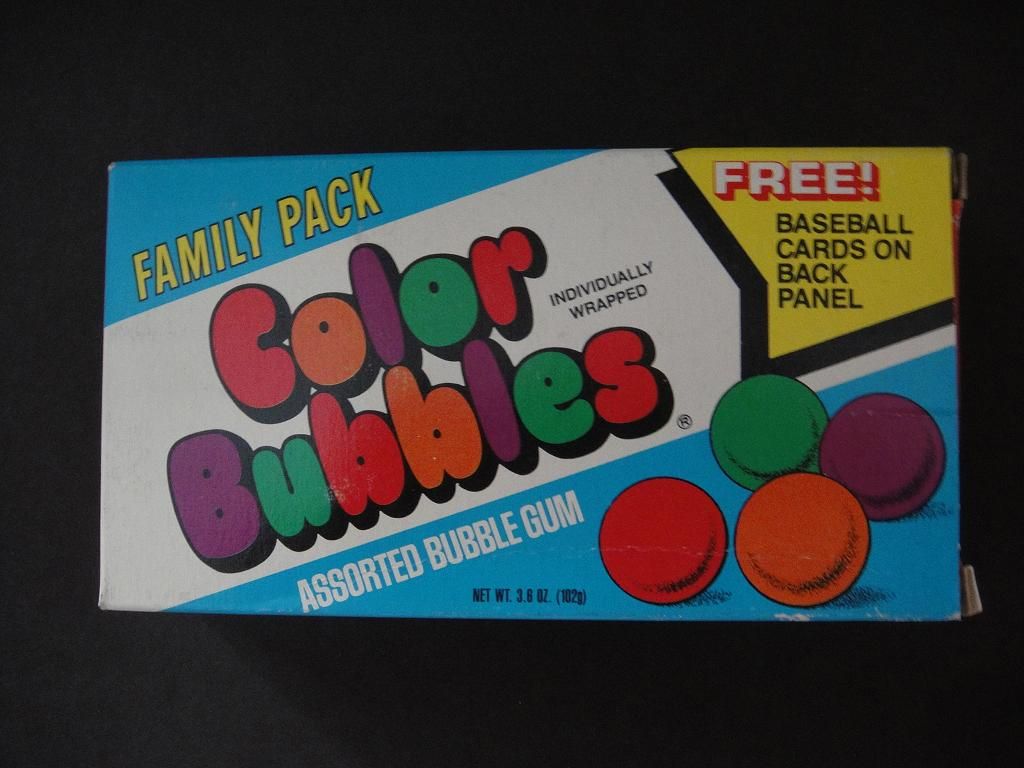 FAMILY PACK
Color
Bubbles®
INDIVIDUALLY
WRAPPED
FREE!
BASEBALL
CARDS ON
BACK
PANEL
ASSORTED BUBBLE GUM
NET WT. 3.6 OZ. (102g)